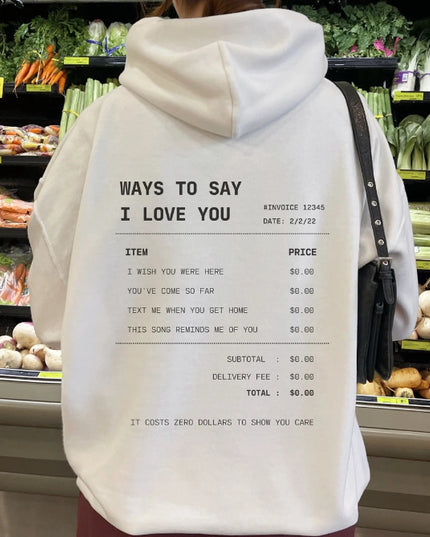 WAYS TO SAY
I LOVE YOU
#INVOICE 12345
DATE: 2/2/22
ITEM PRICE
I WISH YOU WERE HERE $0.00
YOU'VE COME SO FAR $0.00
TEXT ME WHEN YOU GET HOME $0.00
THIS SONG REMINDS ME OF YOU $0.00
SUBTOTAL : $0.00
DELIVERY FEE : $0.00
TOTAL : $0.00
IT COSTS ZERO DOLLARS TO SHOW YOU CARE